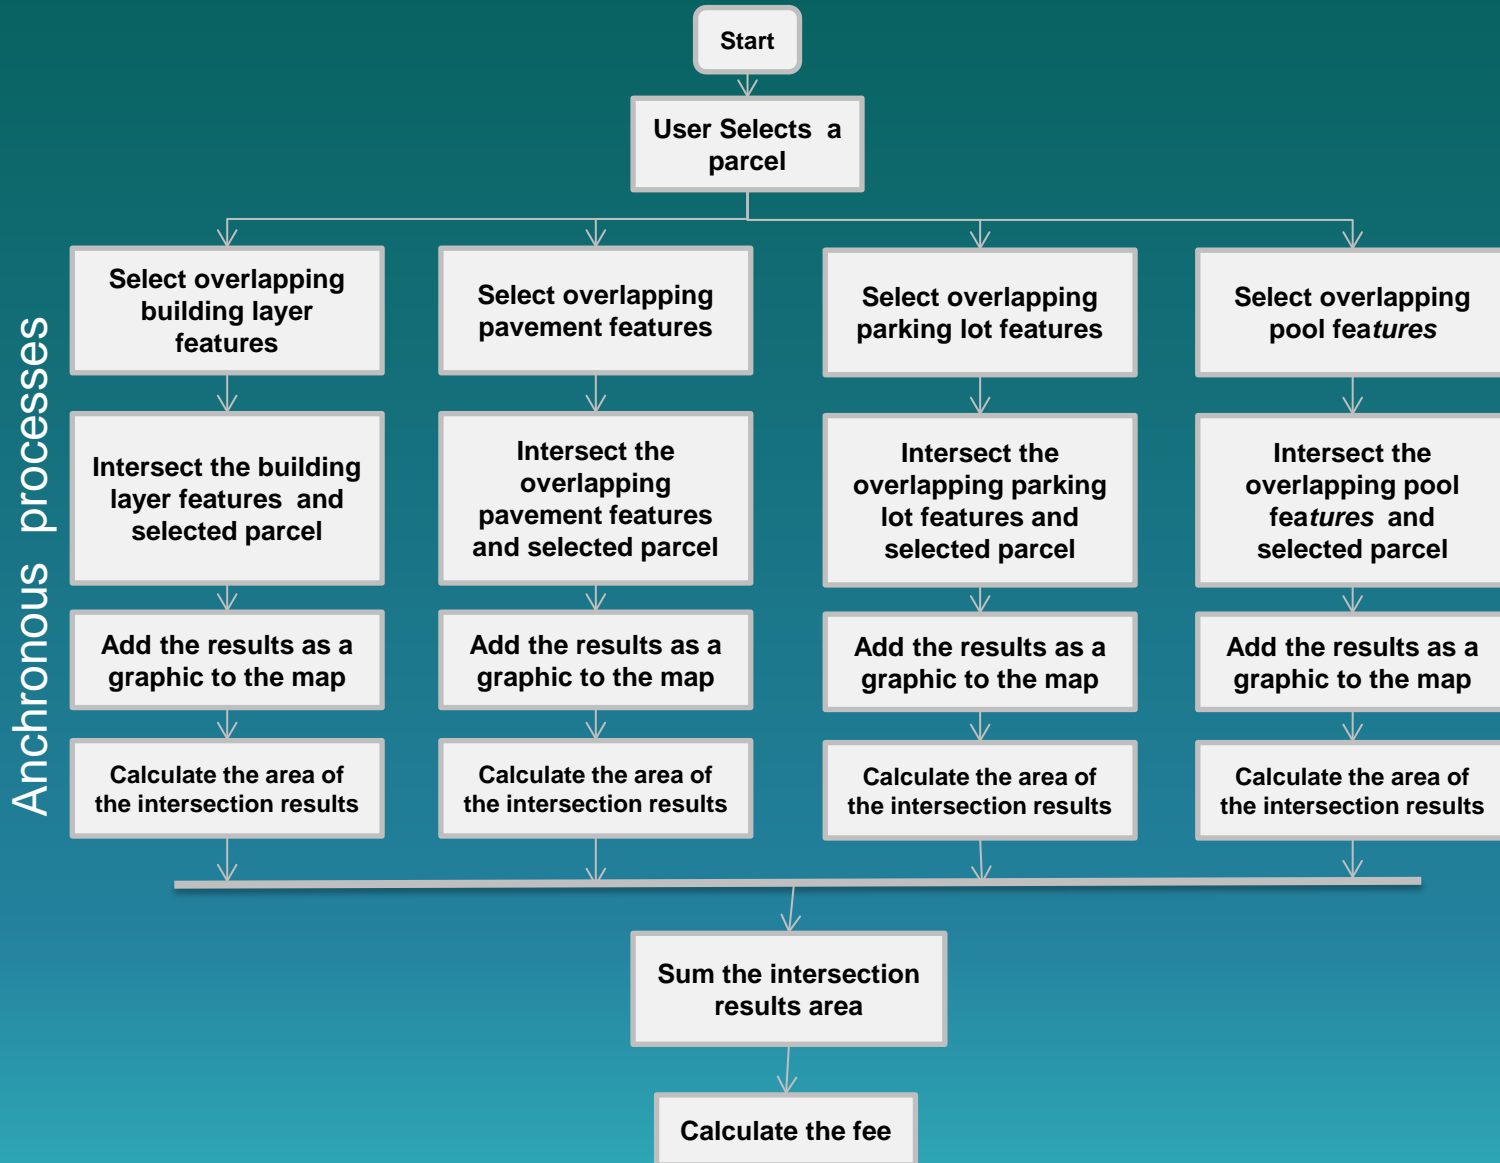 Start
User Selects a
parcel
Anchronous processes
Select overlapping
building layer
features
Select overlapping
pavement features
Select overlapping
parking lot features
Select overlapping
pool features
Intersect the building
layer features and
selected parcel
Intersect the
overlapping
pavement features
and selected parcel
Intersect the
overlapping parking
lot features and
selected parcel
Intersect the
overlapping pool
features and
selected parcel
Add the results as a
graphic to the map
Add the results as a
graphic to the map
Add the results as a
graphic to the map
Add the results as a
graphic to the map
Calculate the area of
the intersection results
Calculate the area of
the intersection results
Calculate the area of
the intersection results
Calculate the area of
the intersection results
Sum the intersection
results area
Calculate the fee